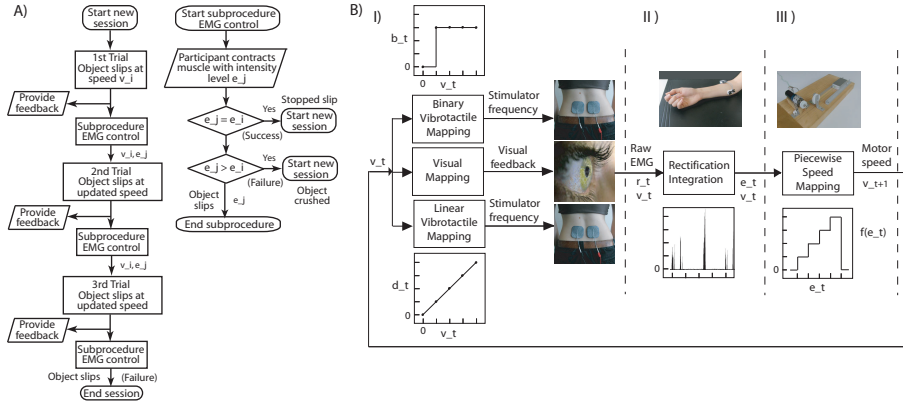 A)
Start new
session
1st Trial
Object slips at
speed v_i
Provide
feedback
Subprocedure
EMG control
v_i, e_j
2nd Trial
Object slips at
updated speed
Provide
feedback
Subprocedure
EMG control
v_i, e_j
3rd Trial
Object slips at
updated speed
Provide
feedback
Subprocedure
EMG control
Object slips
(Failure)
End session
Start subprocedure
EMG control
Participant contracts
muscle with intensity
level e_j
e_j = e_i
Yes
(Success)
Stopped slip
Start new
session
e_j > e_i
Yes
(Failure)
Start new
session
Object
crushed
Object
slips
e_j
End subprocedure
B)
I)
b_t
0
0
v_t
v_t
Binary
Vibrotactile
Mapping
Stimulator
frequency
Visual
Mapping
Visual
feedback
Linear
Vibrotactile
Mapping
Stimulator
frequency
d_t
0
0
v_t
II )
Raw
EMG
r_t
v_t
Rectification
Integration
e_t
v_t
0
III )
Piecewise
Speed
Mapping
Motor
speed
v_t+1
0
f(e_t)
e_t